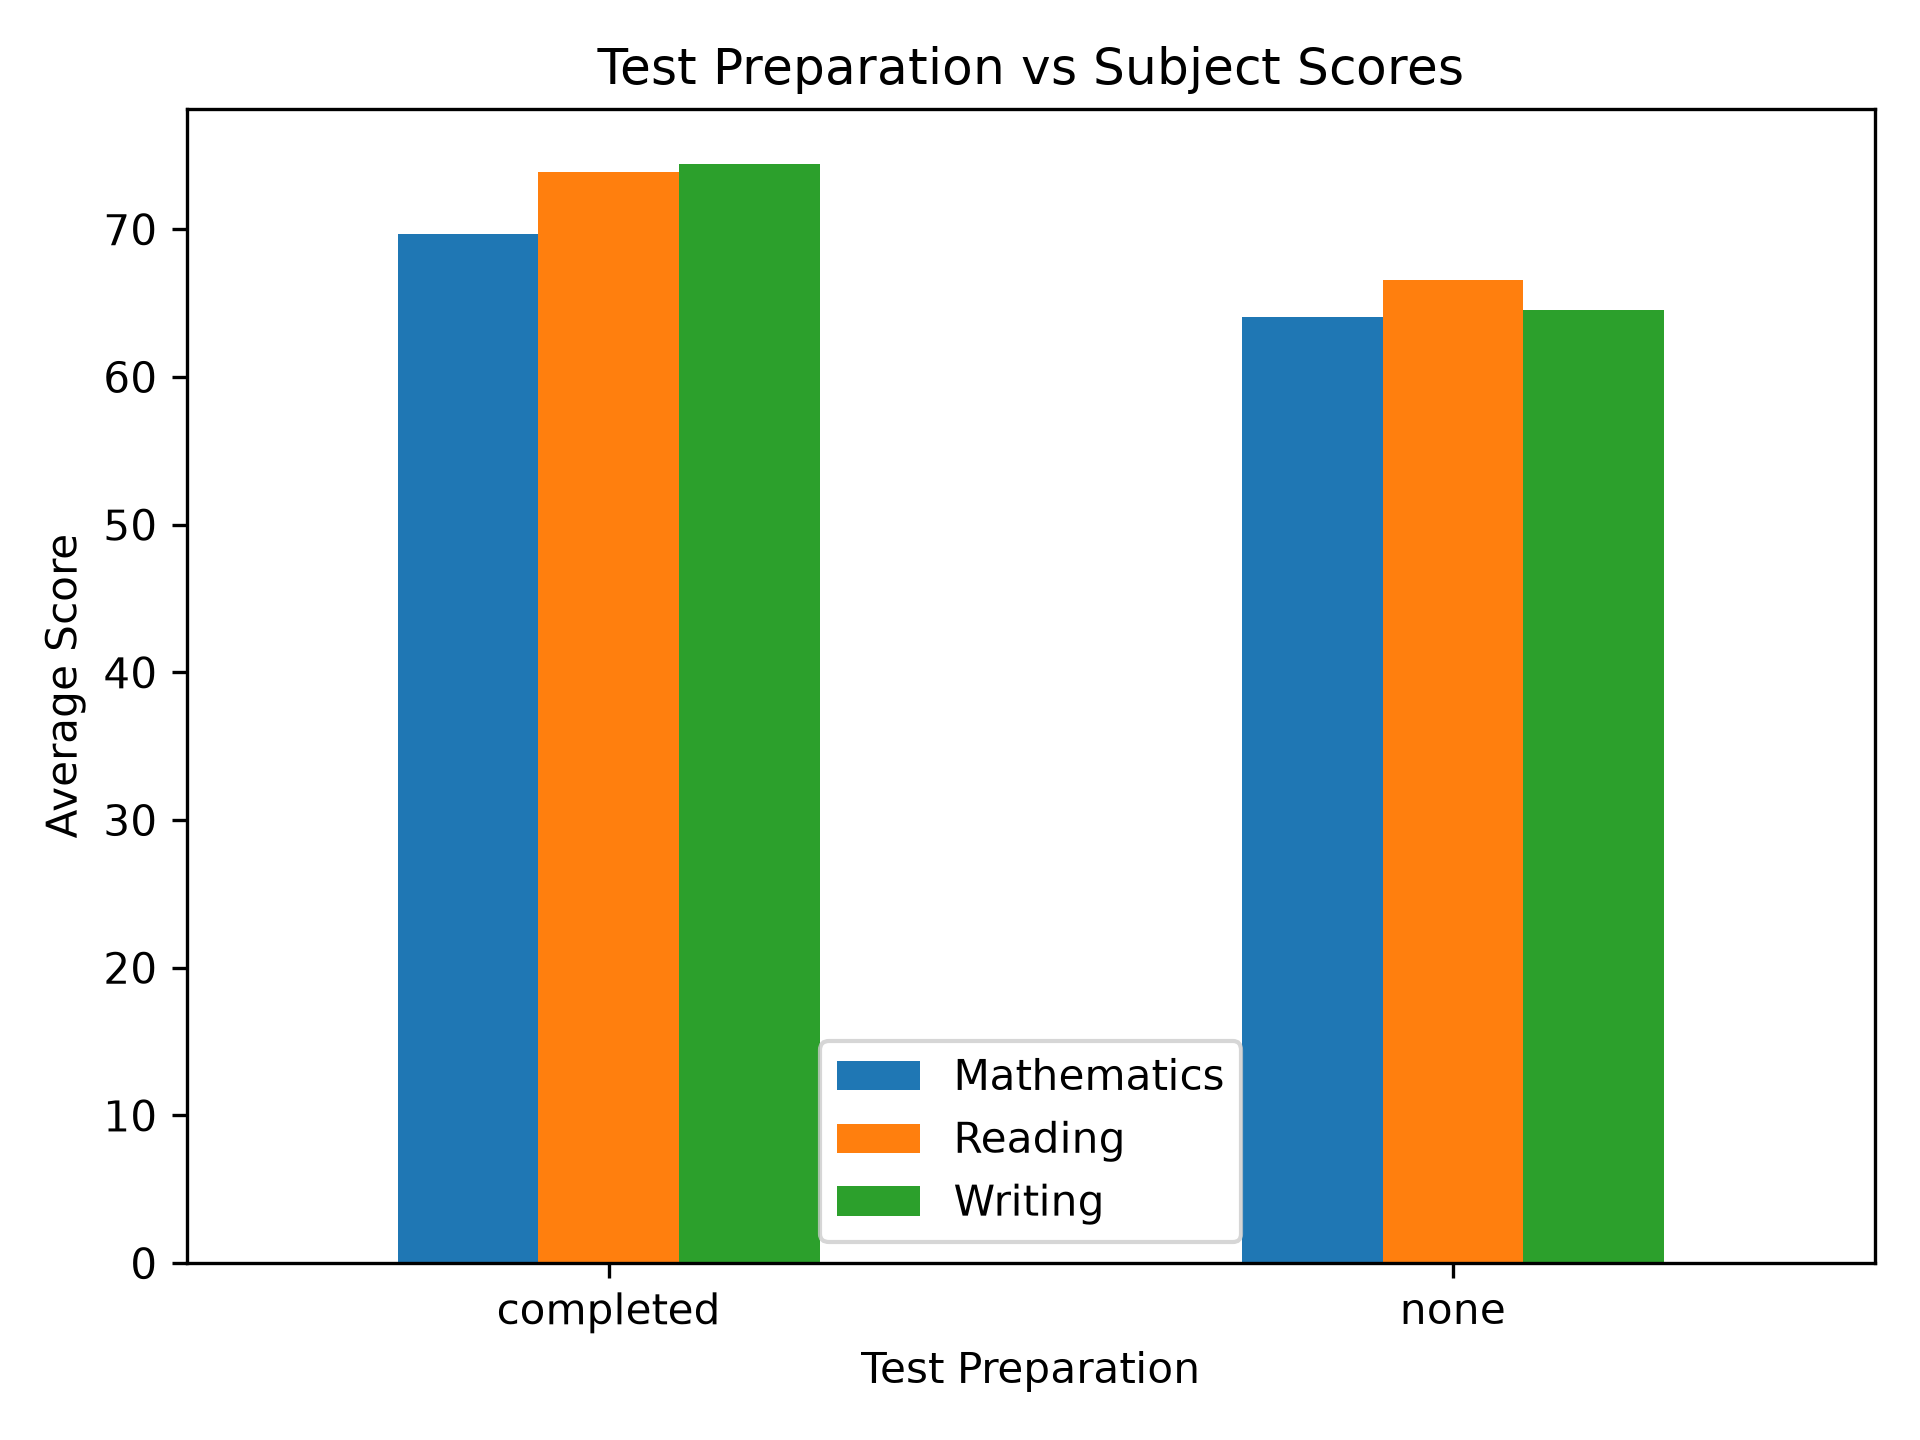 Test Preparation vs Subject Scores
Average Score
70
60
50
40
30
20
10
0
Mathematics
Reading
Writing
completed none
Test Preparation